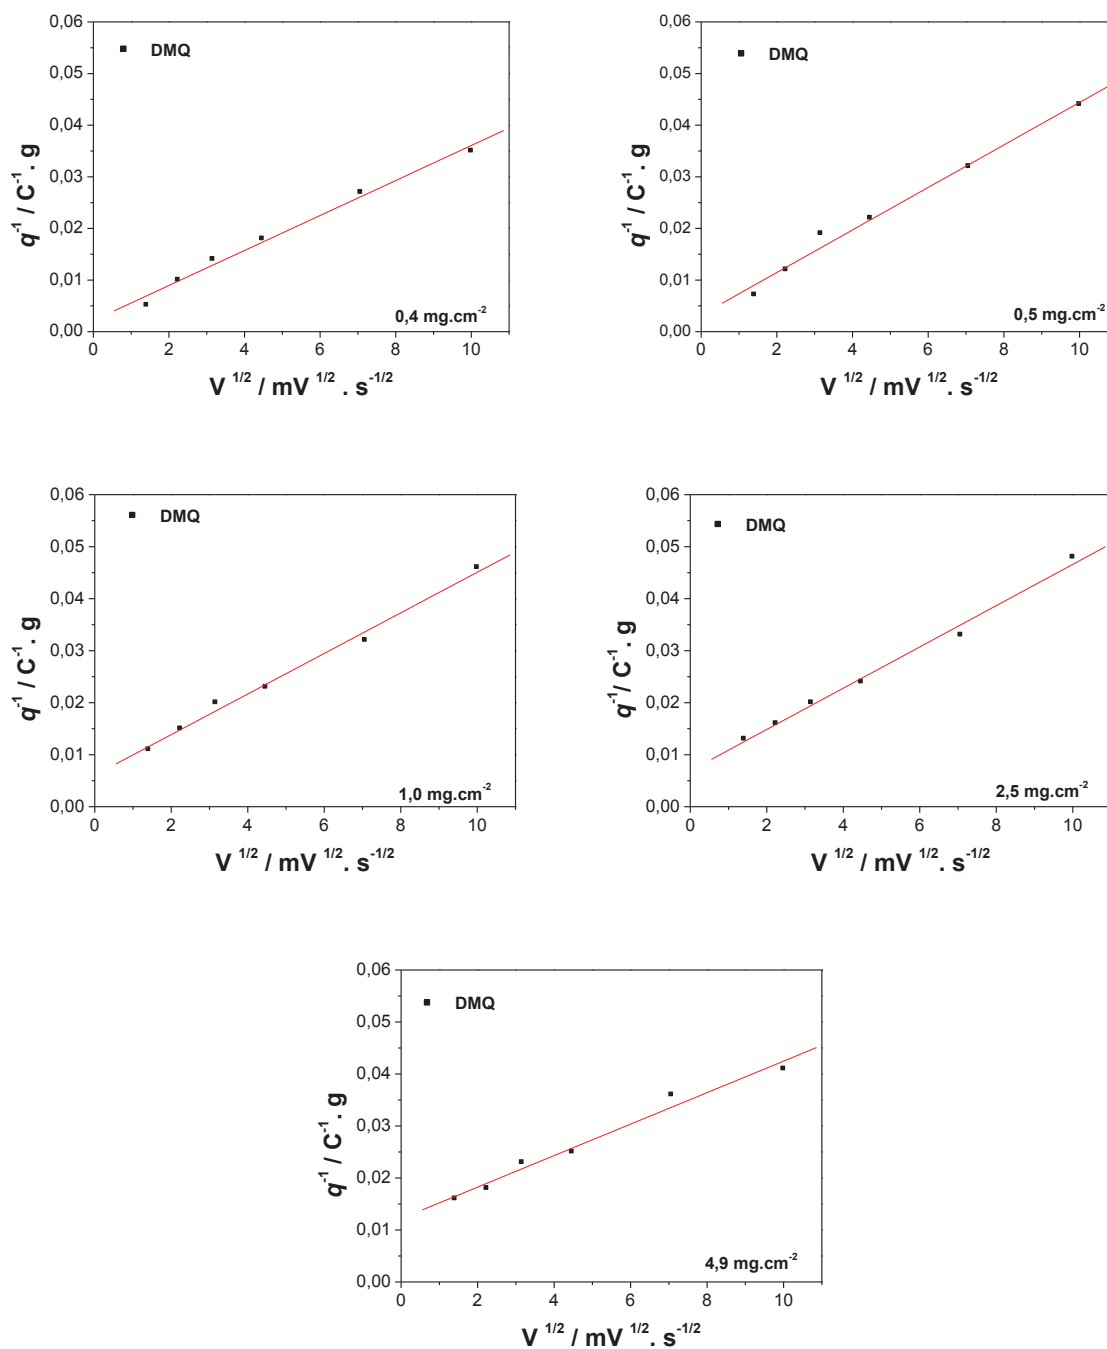 0,06
0,05
0,04
0,03
0,02
0,01
0,00
q⁻¹ / C⁻¹ . g
DMQ
0,4 mg.cm⁻²
0 2 4 6 8 10
V ¹/² / mV ¹/² . s⁻¹/²
0,06
0,05
0,04
0,03
0,02
0,01
0,00
q⁻¹ / C⁻¹ . g
DMQ
0,5 mg.cm⁻²
0 2 4 6 8 10
V ¹/² / mV ¹/² . s⁻¹/²
0,06
0,05
0,04
0,03
0,02
0,01
0,00
q⁻¹ / C⁻¹ . g
DMQ
1,0 mg.cm⁻²
0 2 4 6 8 10
V ¹/² / mV ¹/². s⁻¹/²
0,06
0,05
0,04
0,03
0,02
0,01
0,00
q⁻¹/ C⁻¹ . g
DMQ
2,5 mg.cm⁻²
0 2 4 6 8 10
V ¹/² / mV ¹/². s⁻¹/²
0,06
0,05
0,04
0,03
0,02
0,01
0,00
q⁻¹ / C⁻¹ . g
DMQ
4,9 mg.cm⁻²
0 2 4 6 8 10
V ¹/² / mV ¹/². s⁻¹/²